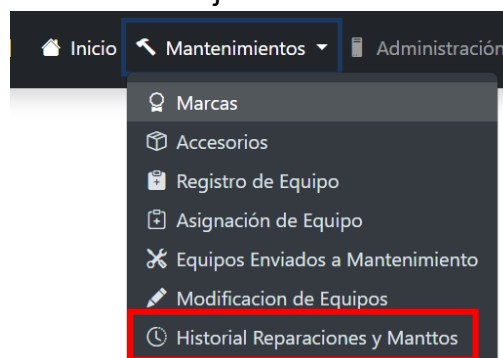 Inicio Mantenimientos Administración
Marcas
Accesorios
Registro de Equipo
Asignación de Equipo
Equipos Enviados a Mantenimiento
Modificacion de Equipos
Historial Reparaciones y Manttos